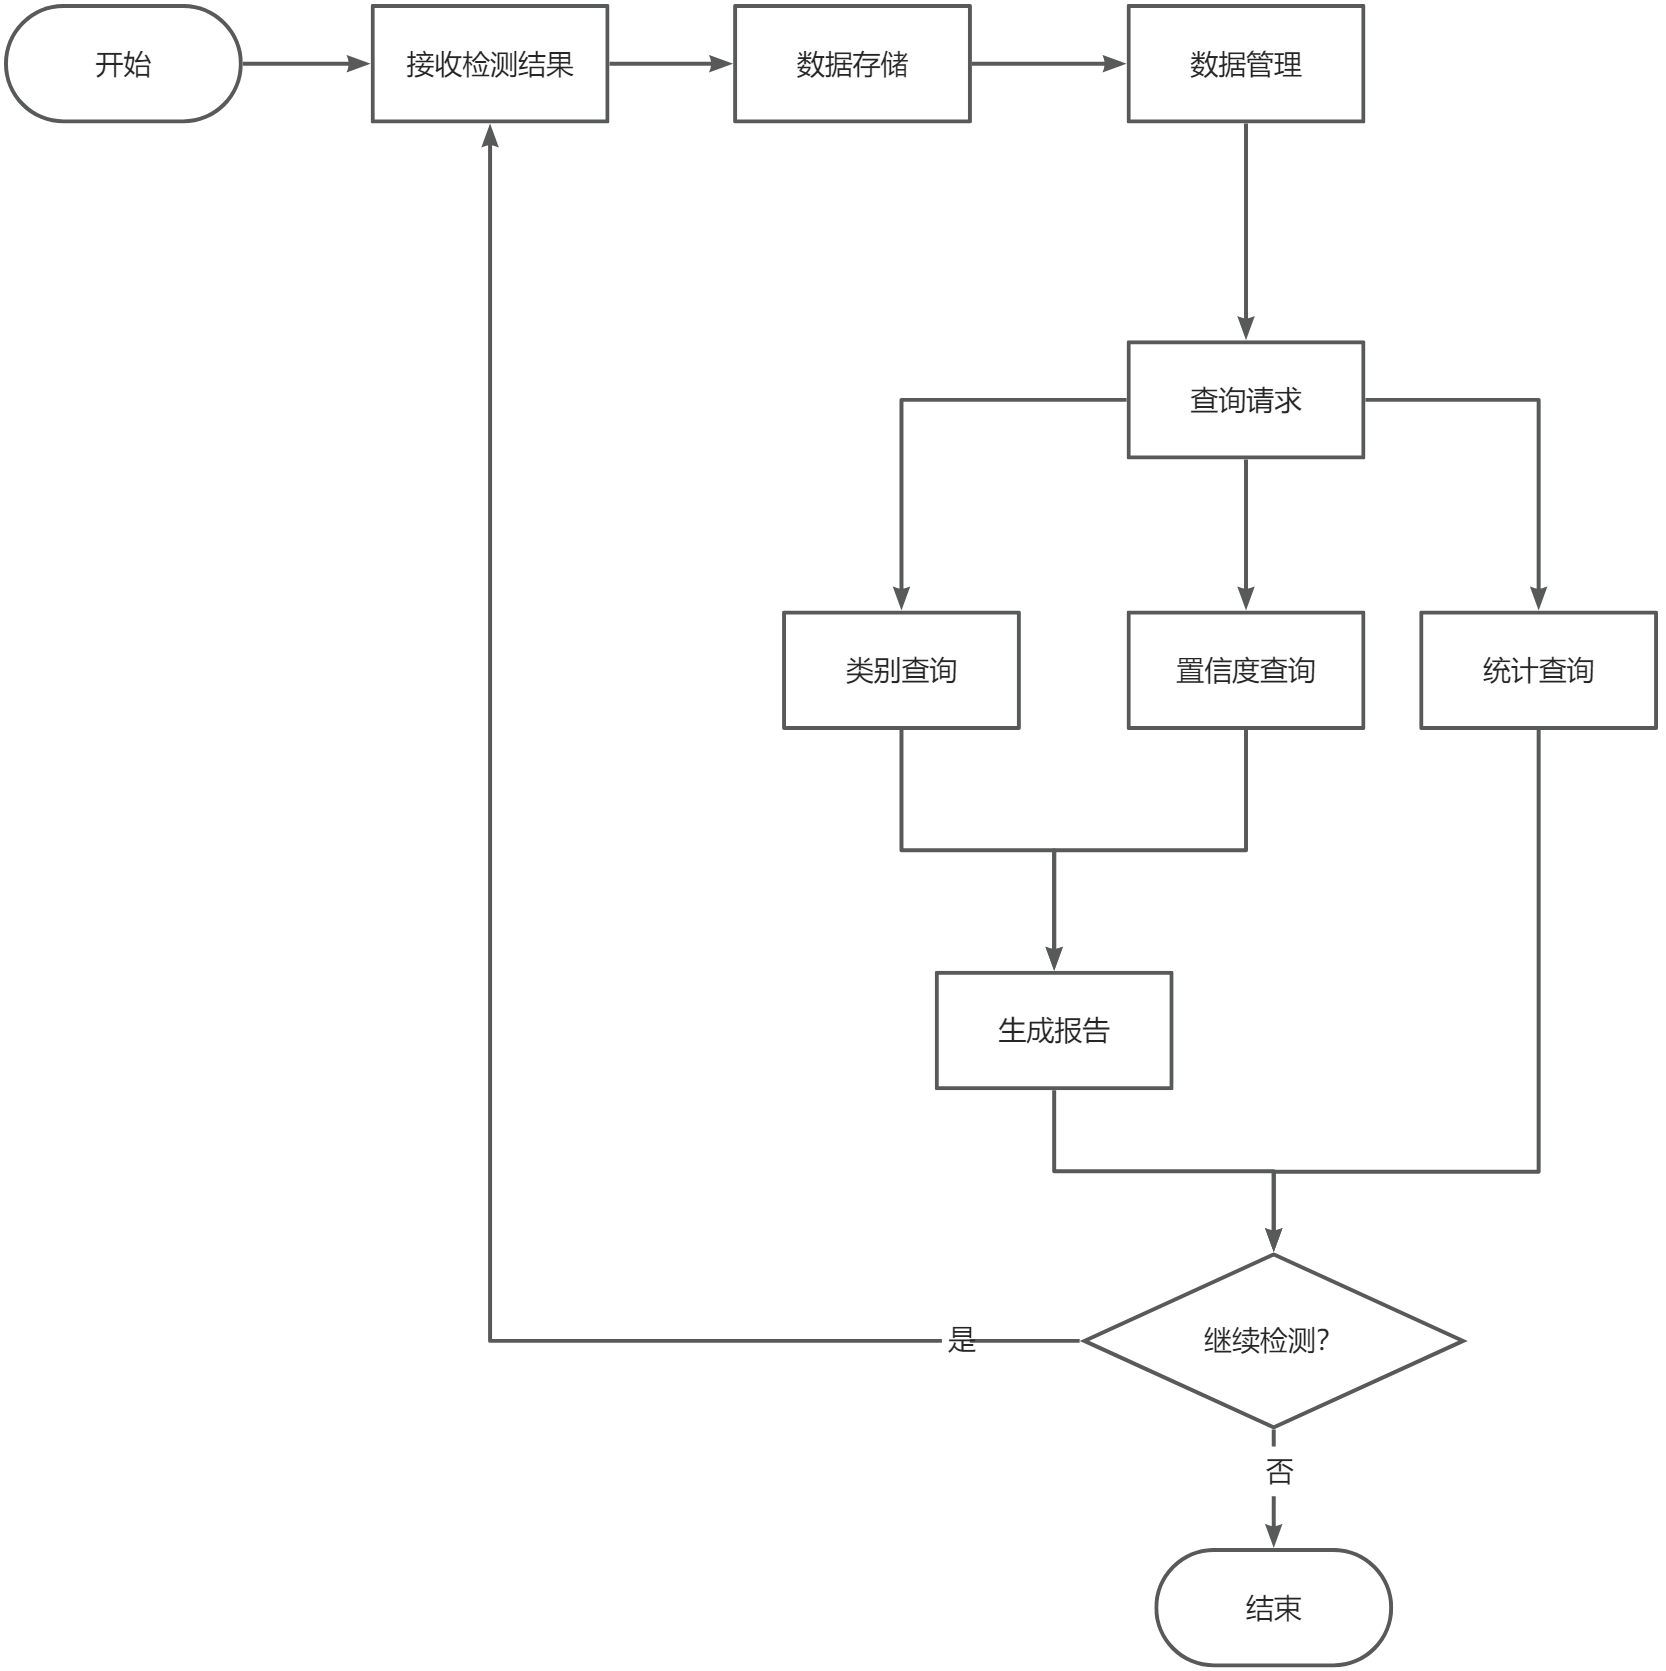 开始
接收检测结果
数据存储
数据管理
查询请求
类别查询
置信度查询
统计查询
生成报告
继续检测?
是
否
结束